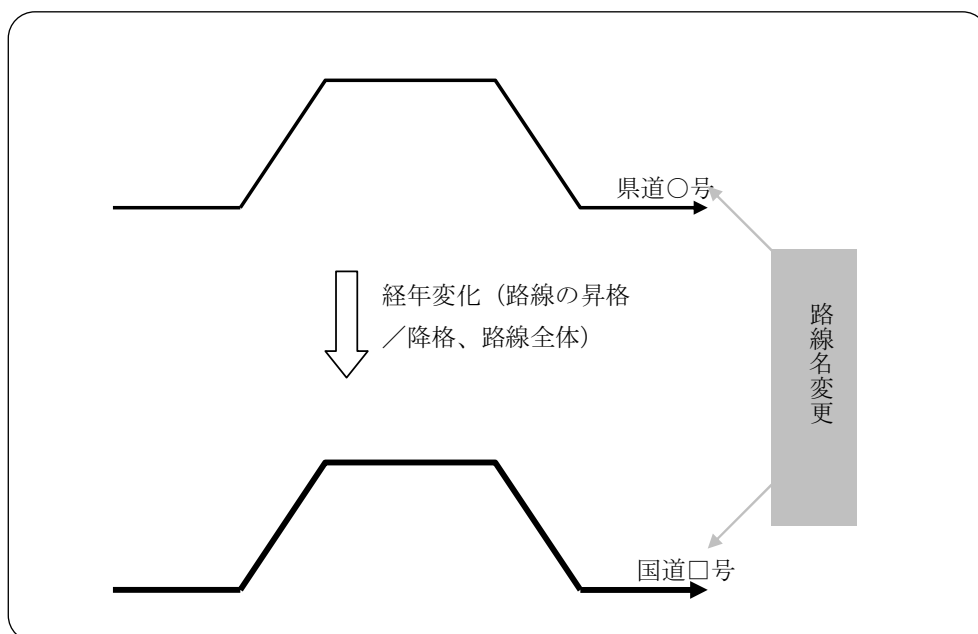 県道○号
経年変化（路線の昇格
／降格、路線全体）
路線名変更
国道□号